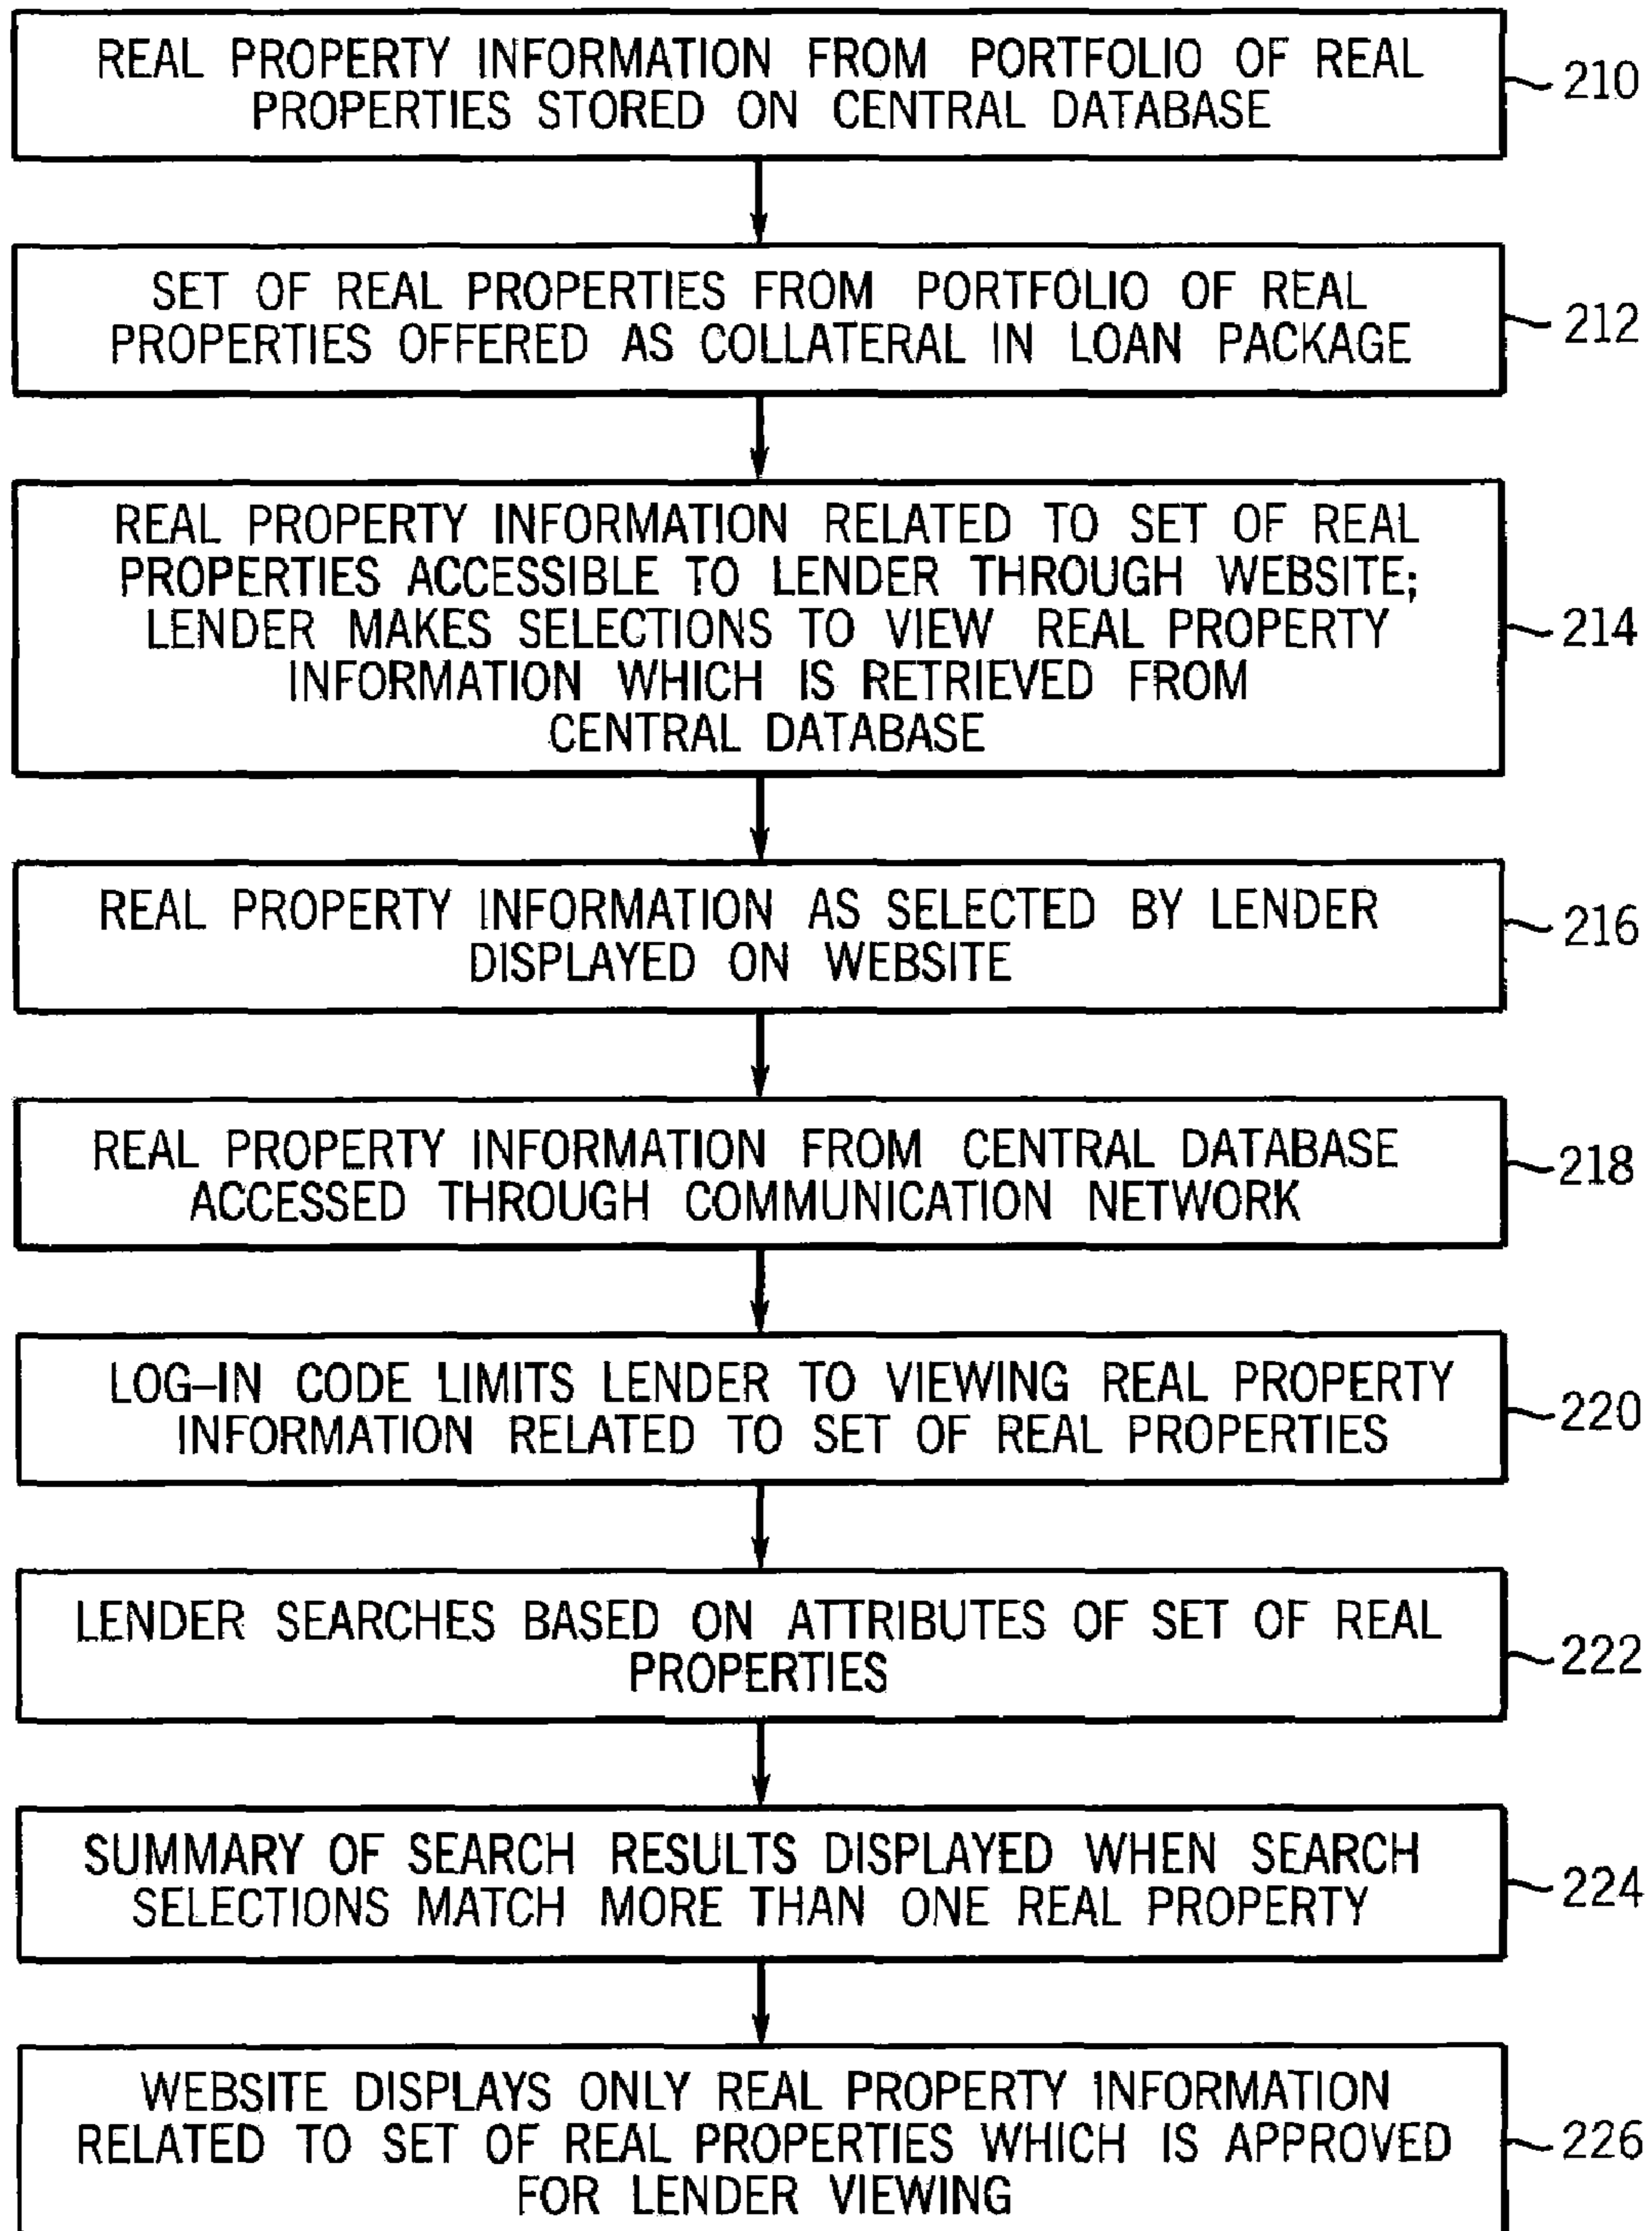 REAL PROPERTY INFORMATION FROM PORTFOLIO OF REAL
PROPERTIES STORED ON CENTRAL DATABASE
210
SET OF REAL PROPERTIES FROM PORTFOLIO OF REAL
PROPERTIES OFFERED AS COLLATERAL IN LOAN PACKAGE
212
REAL PROPERTY INFORMATION RELATED TO SET OF REAL
PROPERTIES ACCESSIBLE TO LENDER THROUGH WEBSITE;
LENDER MAKES SELECTIONS TO VIEW REAL PROPERTY
INFORMATION WHICH IS RETRIEVED FROM
CENTRAL DATABASE
214
REAL PROPERTY INFORMATION AS SELECTED BY LENDER
DISPLAYED ON WEBSITE
216
REAL PROPERTY INFORMATION FROM CENTRAL DATABASE
ACCESSED THROUGH COMMUNICATION NETWORK
218
LOG-IN CODE LIMITS LENDER TO VIEWING REAL PROPERTY
INFORMATION RELATED TO SET OF REAL PROPERTIES
220
LENDER SEARCHES BASED ON ATTRIBUTES OF SET OF REAL
PROPERTIES
222
SUMMARY OF SEARCH RESULTS DISPLAYED WHEN SEARCH
SELECTIONS MATCH MORE THAN ONE REAL PROPERTY
224
WEBSITE DISPLAYS ONLY REAL PROPERTY INFORMATION
RELATED TO SET OF REAL PROPERTIES WHICH IS APPROVED
FOR LENDER VIEWING
226